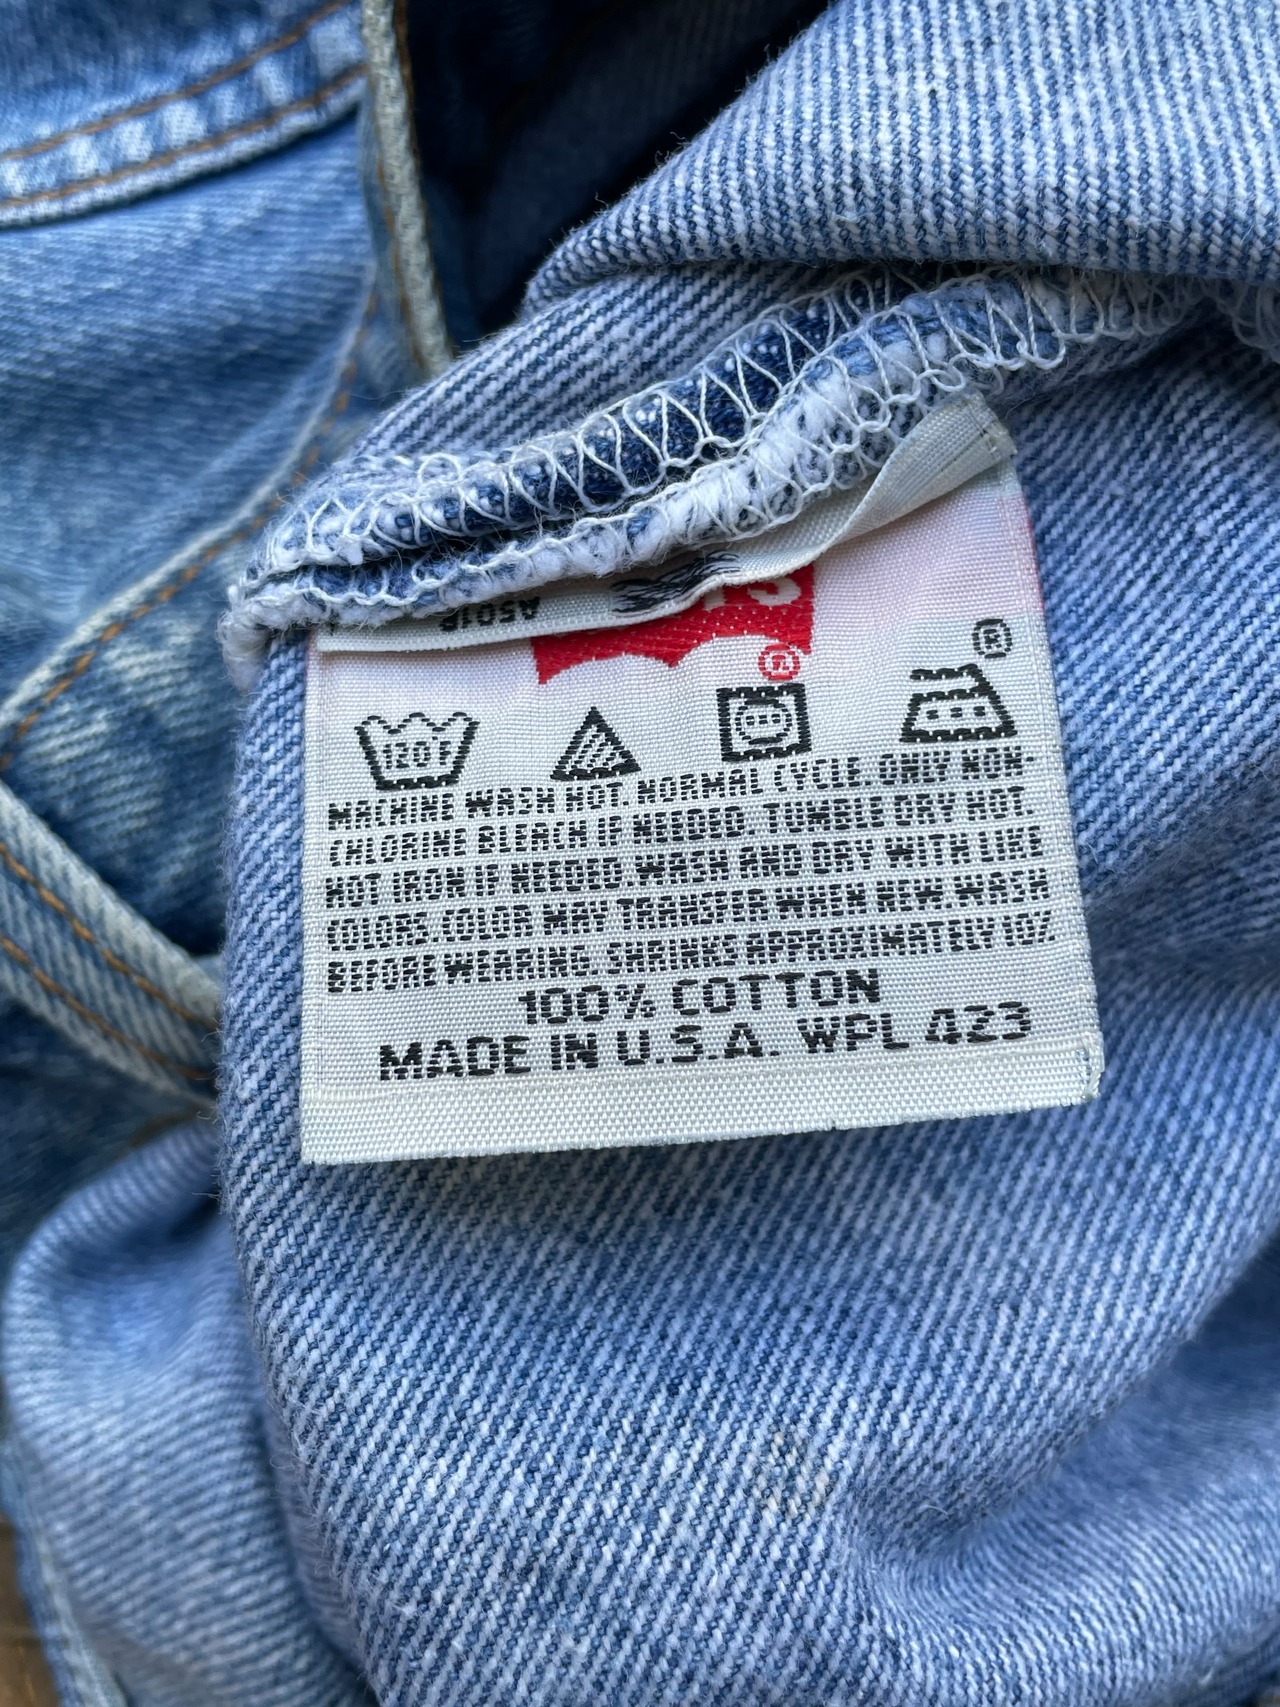 ®
®
120°F
MACHINE WASH HOT. NORMAL CYCLE. ONLY NON-
CHLORINE BLEACH IF NEEDED. TUMBLE DRY HOT.
HOT IRON IF NEEDED. WASH AND DRY WITH LIKE
COLORS. COLOR MAY TRANSFER WHEN NEW. WASH
BEFORE WEARING. SHRINKS APPROXIMATELY 10%
100% COTTON
MADE IN U.S.A. WPL 423